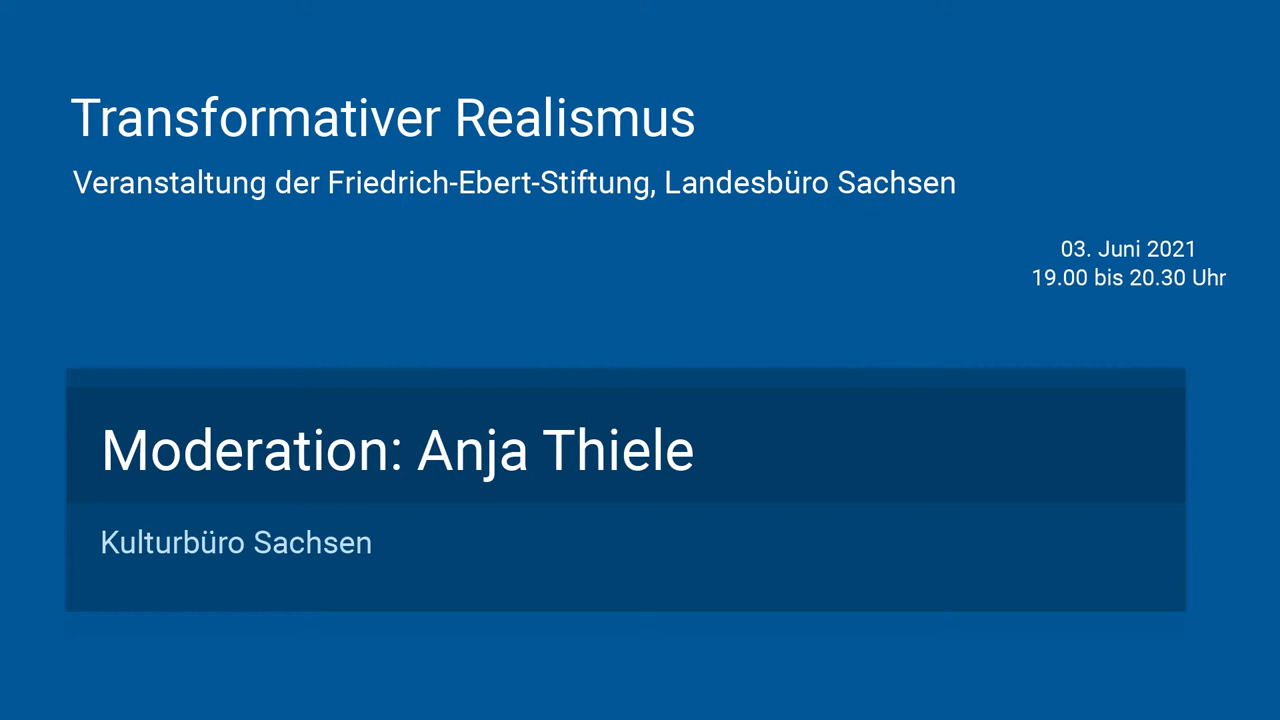 Transformativer Realismus
Veranstaltung der Friedrich-Ebert-Stiftung, Landesbüro Sachsen
03. Juni 2021
19.00 bis 20.30 Uhr
Moderation: Anja Thiele
Kulturbüro Sachsen